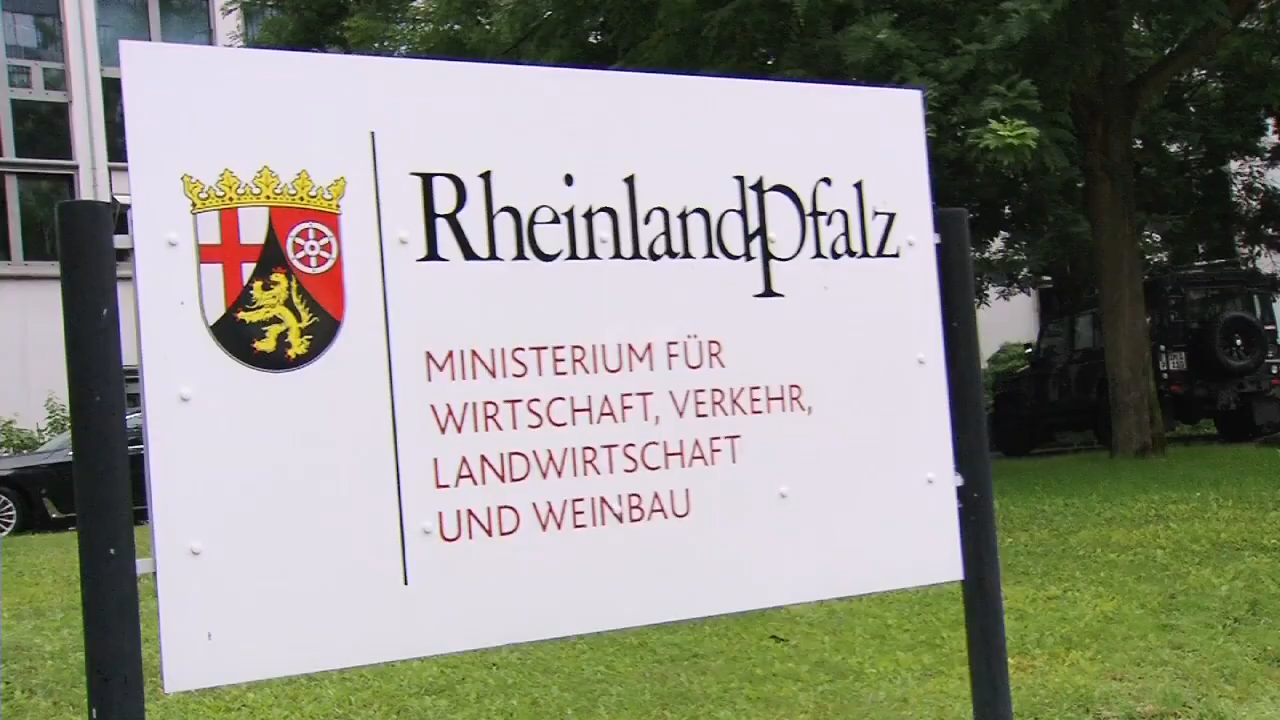 RheinlandPfalz
MINISTERIUM FÜR
WIRTSCHAFT, VERKEHR,
LANDWIRTSCHAFT
UND WEINBAU